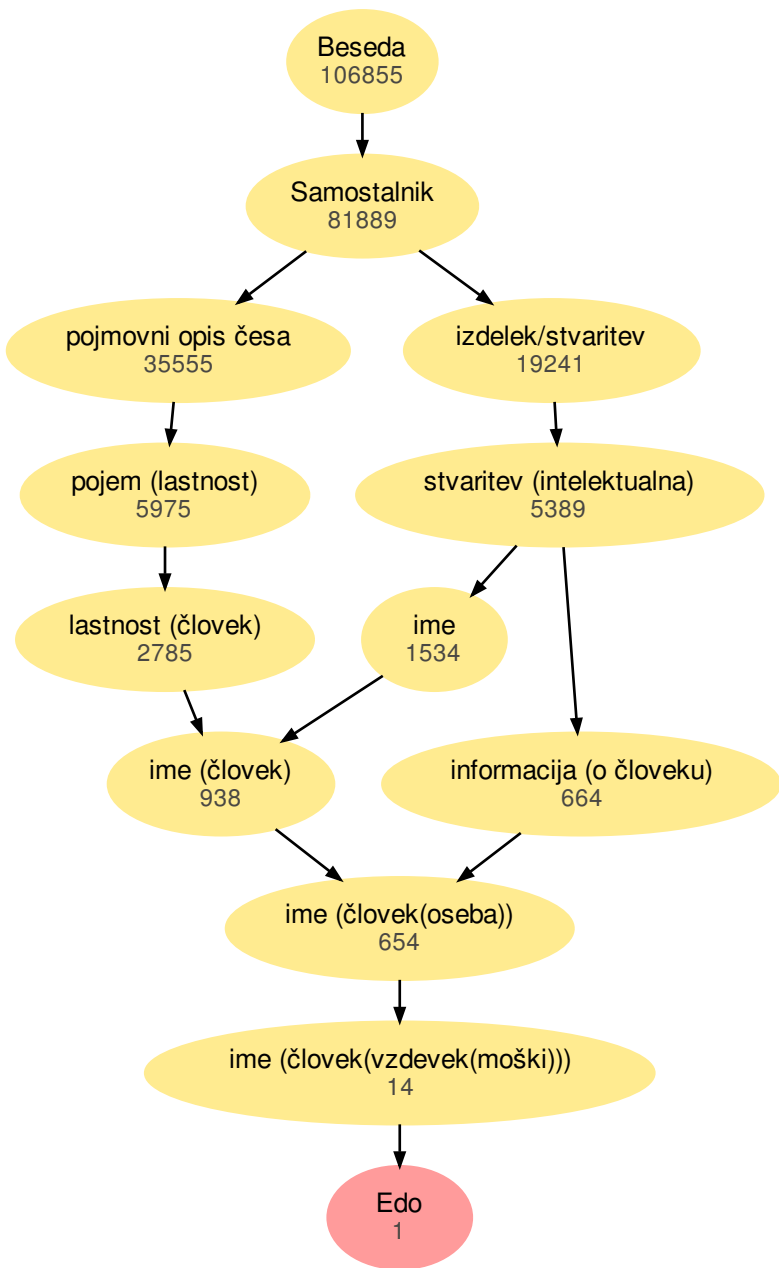 Beseda
106855
Samostalnik
81889
pojmovni opis česa
35555
izdelek/stvaritev
19241
pojem (lastnost)
5975
stvaritev (intelektualna)
5389
lastnost (človek)
2785
ime
1534
ime (človek)
938
informacija (o človeku)
664
ime (človek(oseba))
654
ime (človek(vzdevek(moški)))
14
Edo
1